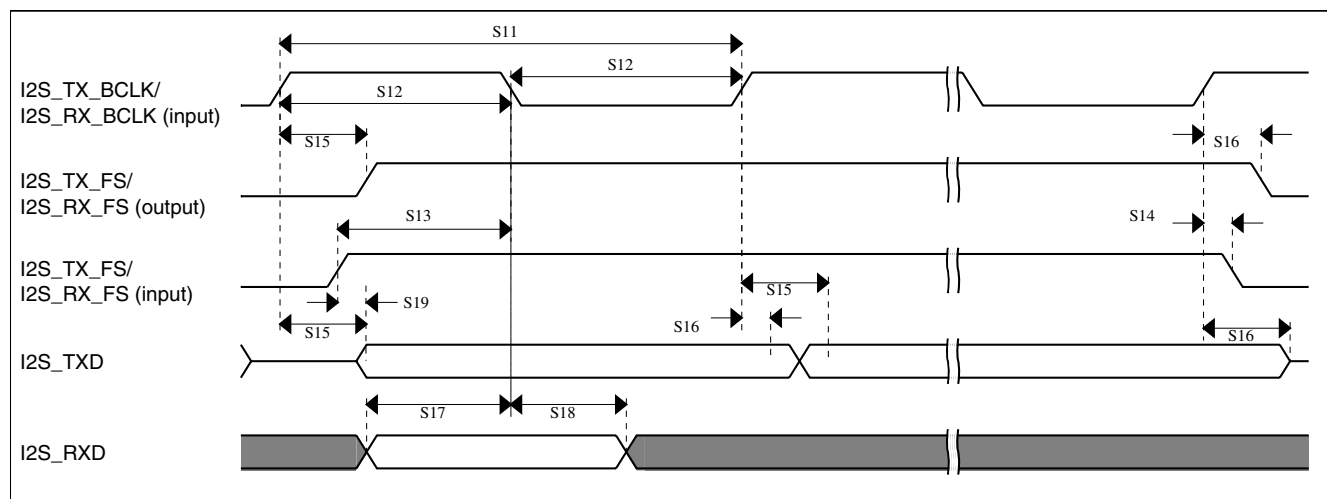 S11
S12
I2S_TX_BCLK/
I2S_RX_BCLK (input)
S12
S15
S16
I2S_TX_FS/
I2S_RX_FS (output)
S13
S14
I2S_TX_FS/
I2S_RX_FS (input)
S19
S15
S15
S16
S16
I2S_TXD
S17
S18
I2S_RXD